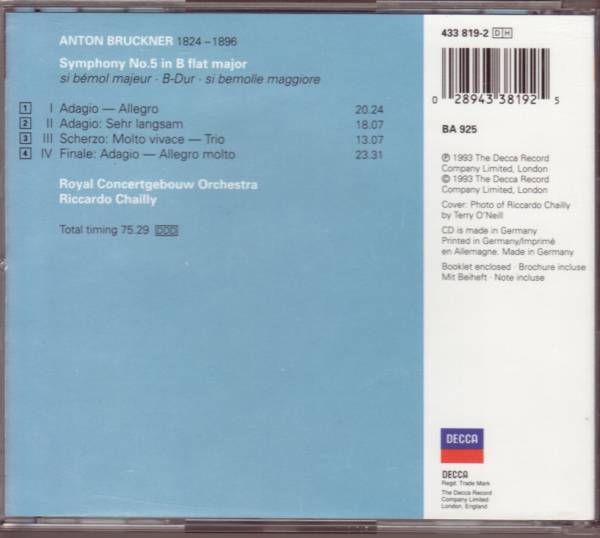 ANTON BRUCKNER 1824 – 1896
Symphony No.5 in B flat major
si bémol majeur · B-Dur · si bemolle maggiore
1 I Adagio — Allegro 20.24
2 II Adagio: Sehr langsam 18.07
3 III Scherzo: Molto vivace — Trio 13.07
4 IV Finale: Adagio — Allegro molto 23.31
Royal Concertgebouw Orchestra
Riccardo Chailly
Total timing 75.29 DDD
433 819-2 DH
0 28943 38192 5
BA 925
℗ 1993 The Decca Record
Company Limited, London
© 1993 The Decca Record
Company Limited, London
Cover: Photo of Riccardo Chailly
by Terry O'Neill
CD is made in Germany
Printed in Germany/Imprimé
en Allemagne. Made in Germany
Booklet enclosed · Brochure incluse
Mit Beiheft · Note incluse
DECCA
DECCA
Regd. Trade Mark
The Decca Record
Company Limited
London, England